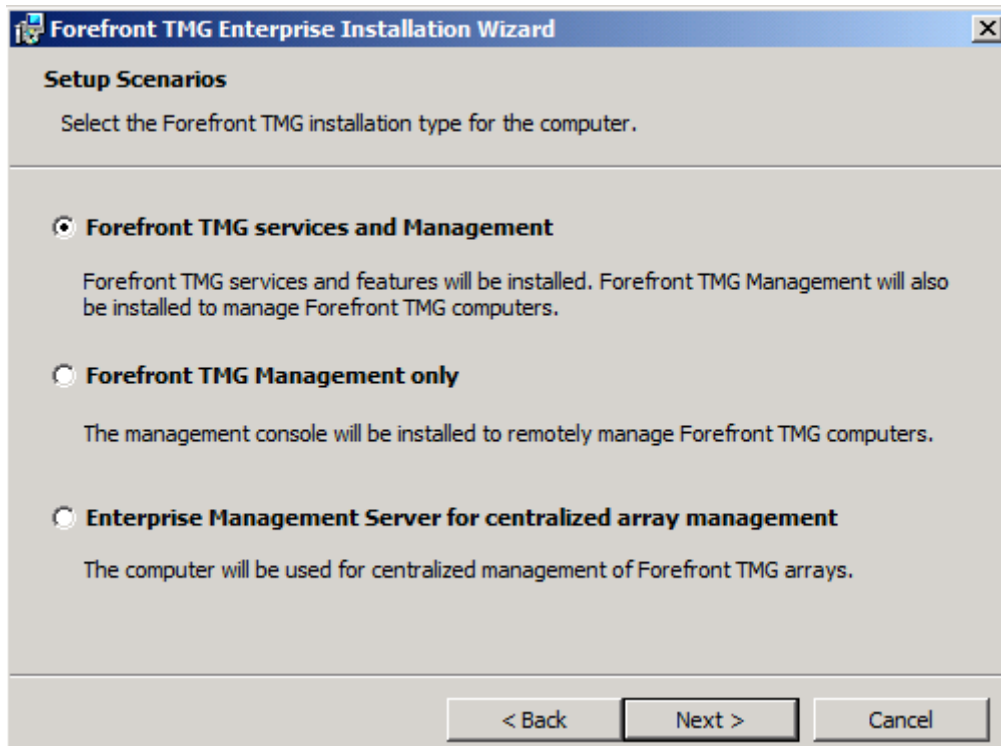 Forefront TMG Enterprise Installation Wizard
Setup Scenarios
Select the Forefront TMG installation type for the computer.
Forefront TMG services and Management
Forefront TMG services and features will be installed. Forefront TMG Management will also
be installed to manage Forefront TMG computers.
Forefront TMG Management only
The management console will be installed to remotely manage Forefront TMG computers.
Enterprise Management Server for centralized array management
The computer will be used for centralized management of Forefront TMG arrays.
< Back Next > Cancel